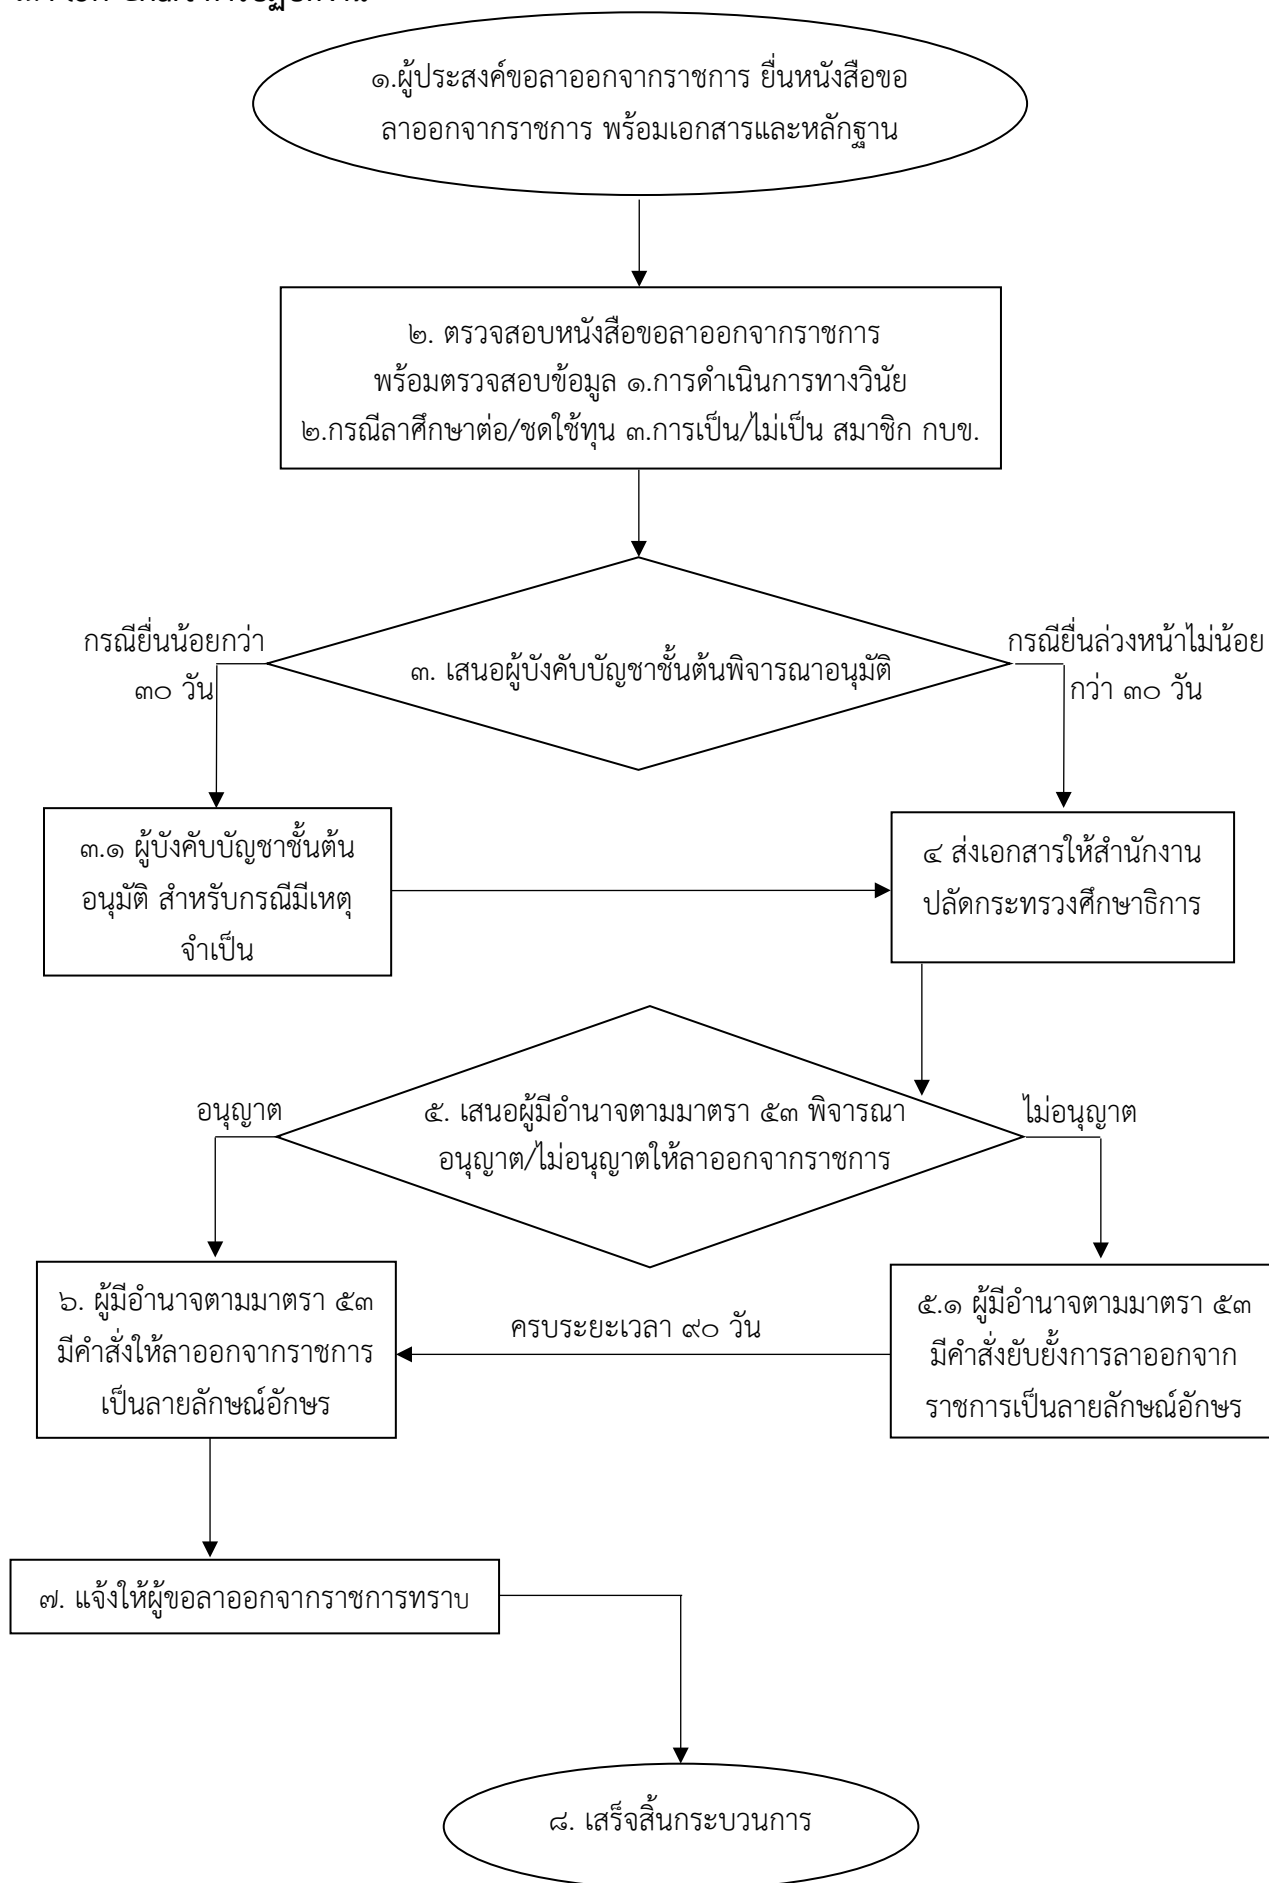 ๑.ผู้ประสงค์ขอลาออกจากราชการ ยื่นหนังสือขอ
ลาออกจากราชการ พร้อมเอกสารและหลักฐาน
๒. ตรวจสอบหนังสือขอลาออกจากราชการ
พร้อมตรวจสอบข้อมูล ๑.การดำเนินการทางวินัย
๒.กรณีลาศึกษาต่อ/ชดใช้ทุน ๓.การเป็น/ไม่เป็น สมาชิก กบข.
กรณียื่นน้อยกว่า
๓๐ วัน
๓. เสนอผู้บังคับบัญชาชั้นต้นพิจารณาอนุมัติ
กรณียื่นล่วงหน้าไม่น้อย
กว่า ๓๐ วัน
๓.๑ ผู้บังคับบัญชาชั้นต้น
อนุมัติ สำหรับกรณีมีเหตุ
จำเป็น
๔ ส่งเอกสารให้สำนักงาน
ปลัดกระทรวงศึกษาธิการ
อนุญาต
๕. เสนอผู้มีอำนาจตามมาตรา ๕๓ พิจารณา
อนุญาต/ไม่อนุญาตให้ลาออกจากราชการ
ไม่อนุญาต
๖. ผู้มีอำนาจตามมาตรา ๕๓
มีคำสั่งให้ลาออกจากราชการ
เป็นลายลักษณ์อักษร
ครบระยะเวลา ๙๐ วัน
๕.๑ ผู้มีอำนาจตามมาตรา ๕๓
มีคำสั่งยับยั้งการลาออกจาก
ราชการเป็นลายลักษณ์อักษร
๗. แจ้งให้ผู้ขอลาออกจากราชการทราบ
๘. เสร็จสิ้นกระบวนการ